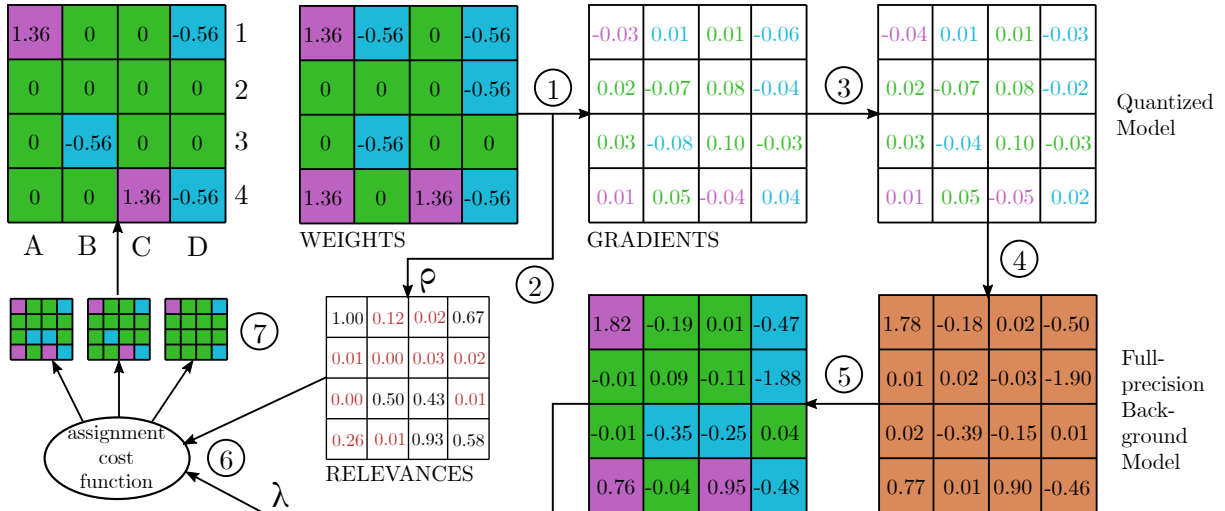 1.36 0 0 -0.56 1
0 0 0 0 2
0 -0.56 0 0 3
0 0 1.36 -0.56 4
A B C D
1.36 -0.56 0 -0.56
0 0 0 -0.56
0 -0.56 0 0
1.36 0 1.36 -0.56
WEIGHTS
1
-0.03 0.01 0.01 -0.06
0.02 -0.07 0.08 -0.04
0.03 -0.08 0.10 -0.03
0.01 0.05 -0.04 0.04
GRADIENTS
3
-0.04 0.01 0.01 -0.03
0.02 -0.07 0.08 -0.02
0.03 -0.04 0.10 -0.03
0.01 0.05 -0.05 0.02
Quantized
Model
ρ
2
4
7
1.00 0.12 0.02 0.67
0.01 0.00 0.03 0.02
0.00 0.50 0.43 0.01
0.26 0.01 0.93 0.58
RELEVANCES
1.82 -0.19 0.01 -0.47
-0.01 0.09 -0.11 -1.88
-0.01 -0.35 -0.25 0.04
0.76 -0.04 0.95 -0.48
5
1.78 -0.18 0.02 -0.50
0.01 0.02 -0.03 -1.90
0.02 -0.39 -0.15 0.01
0.77 0.01 0.90 -0.46
Full-
precision
Back-
ground
Model
assignment
cost
function
6
λ